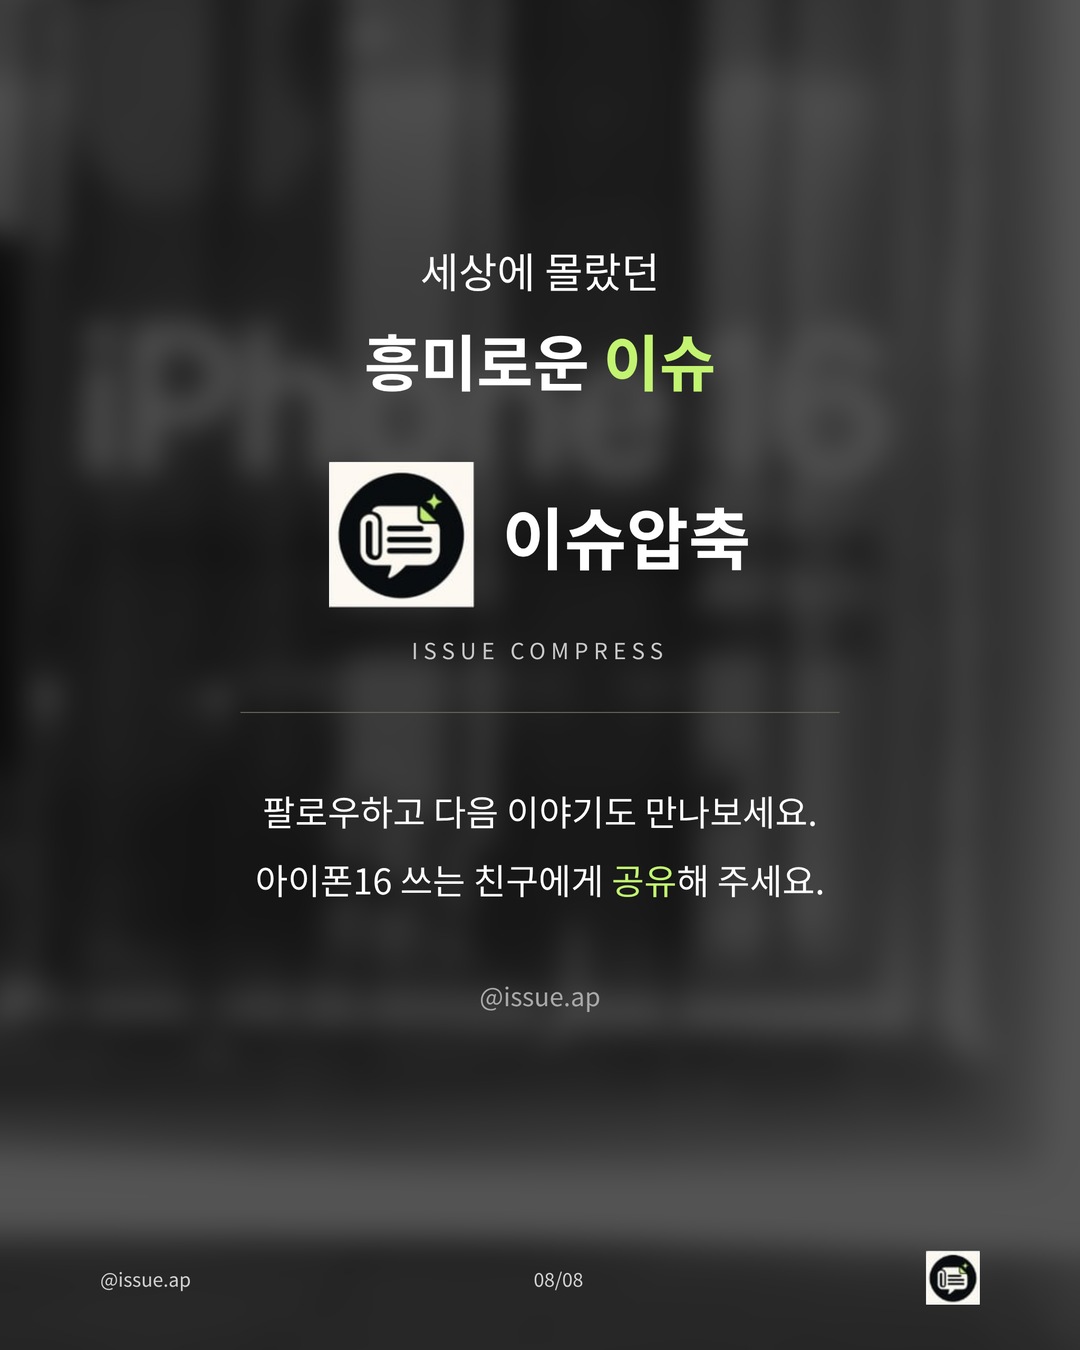 세상에 몰랐던
흥미로운 이슈
iPhone 16
이슈압축
ISSUE COMPRESS
팔로우하고 다음 이야기도 만나보세요.
아이폰16 쓰는 친구에게 공유해 주세요.
@issue.ap
@issue.ap
08/08